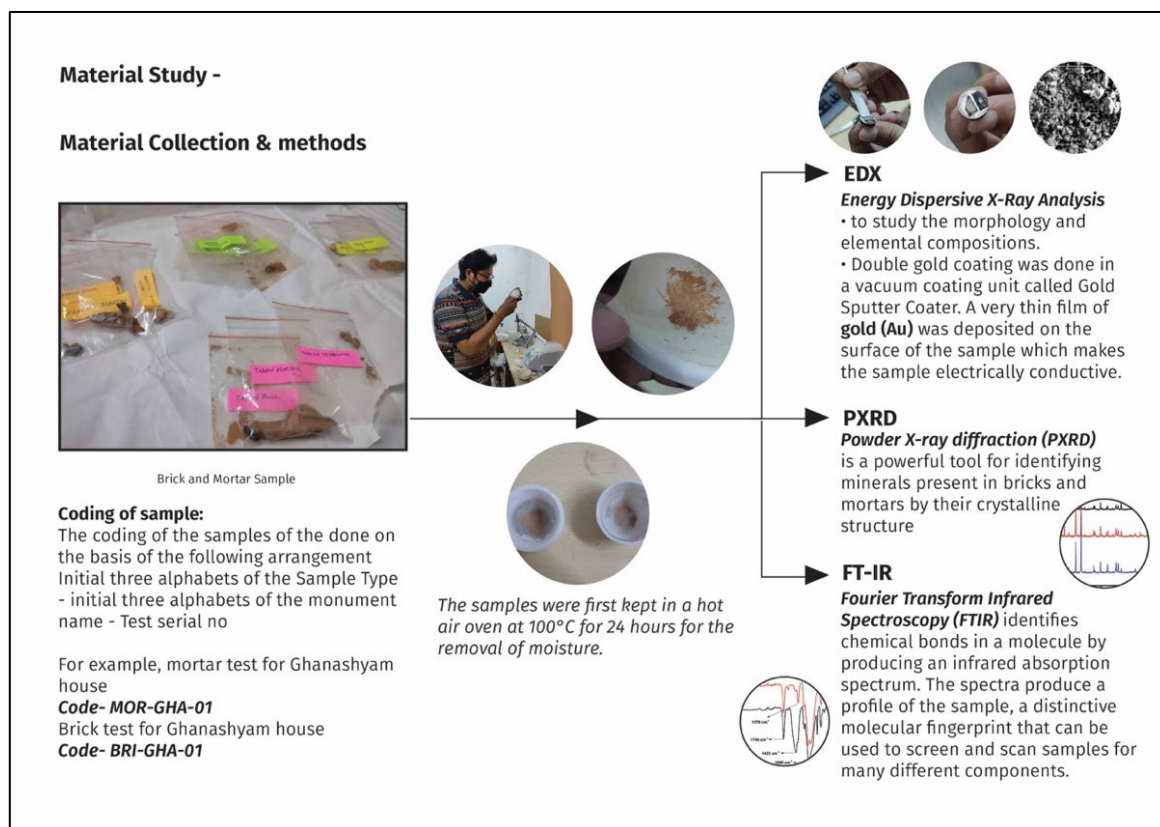 Material Study -
Material Collection & methods
Brick and Mortar Sample
Coding of sample:
The coding of the samples of the done on
the basis of the following arrangement
Initial three alphabets of the Sample Type
- initial three alphabets of the monument
name - Test serial no
For example, mortar test for Ghanashyam
house
Code- MOR-GHA-01
Brick test for Ghanashyam house
Code- BRI-GHA-01
The samples were first kept in a hot
air oven at 100°C for 24 hours for the
removal of moisture.
EDX
Energy Dispersive X-Ray Analysis
• to study the morphology and
elemental compositions.
• Double gold coating was done in
a vacuum coating unit called Gold
Sputter Coater. A very thin film of
gold (Au) was deposited on the
surface of the sample which makes
the sample electrically conductive.
PXRD
Powder X-ray diffraction (PXRD)
is a powerful tool for identifying
minerals present in bricks and
mortars by their crystalline
structure
FT-IR
Fourier Transform Infrared
Spectroscopy (FTIR) identifies
chemical bonds in a molecule by
producing an infrared absorption
spectrum. The spectra produce a
profile of the sample, a distinctive
molecular fingerprint that can be
used to screen and scan samples for
many different components.